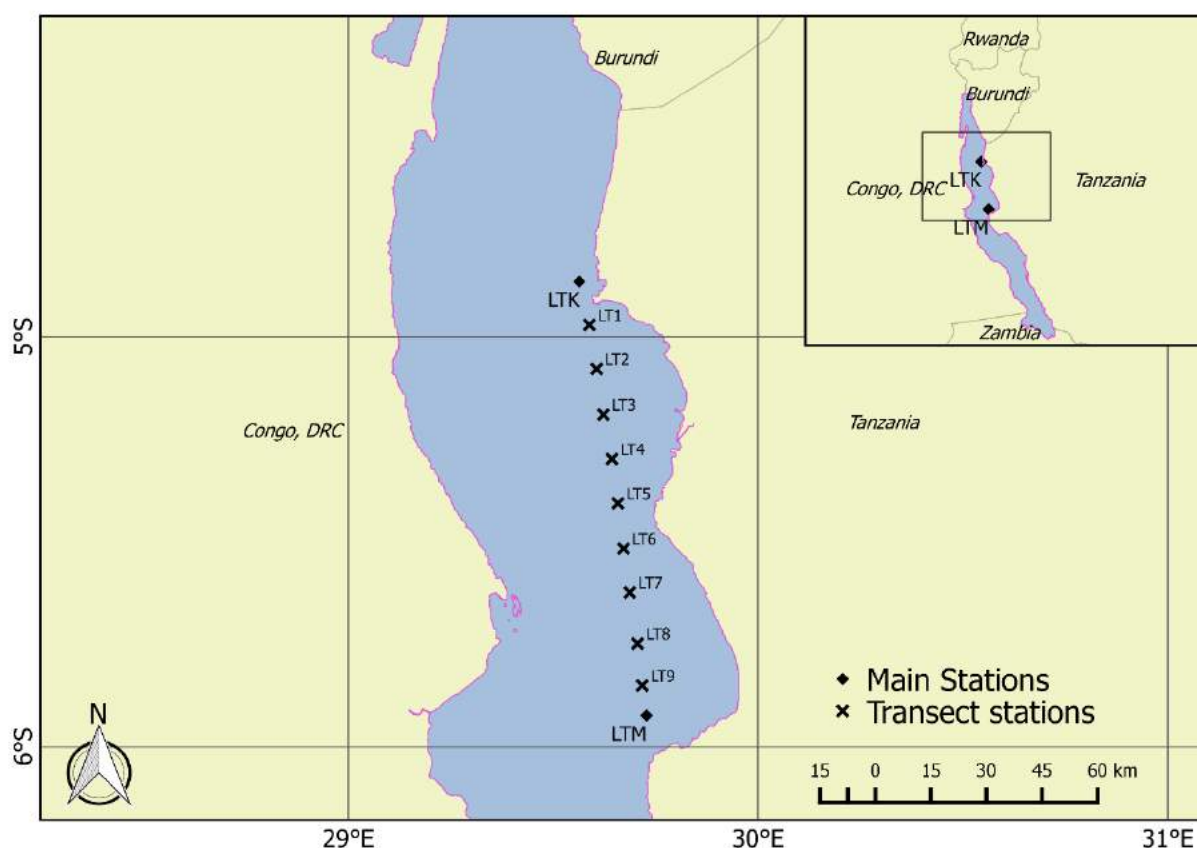 Burundi
Rwanda
Burundi
LTK
Congo, DRC
Tanzania
LTM
Zambia
LTK
LT1
5°S
LT2
LT3
Congo, DRC
Tanzania
LT4
LT5
LT6
LT7
LT8
LT9
LTM
Main Stations
Transect stations
N
6°S
15 0 15 30 45 60 km
29°E 30°E 31°E